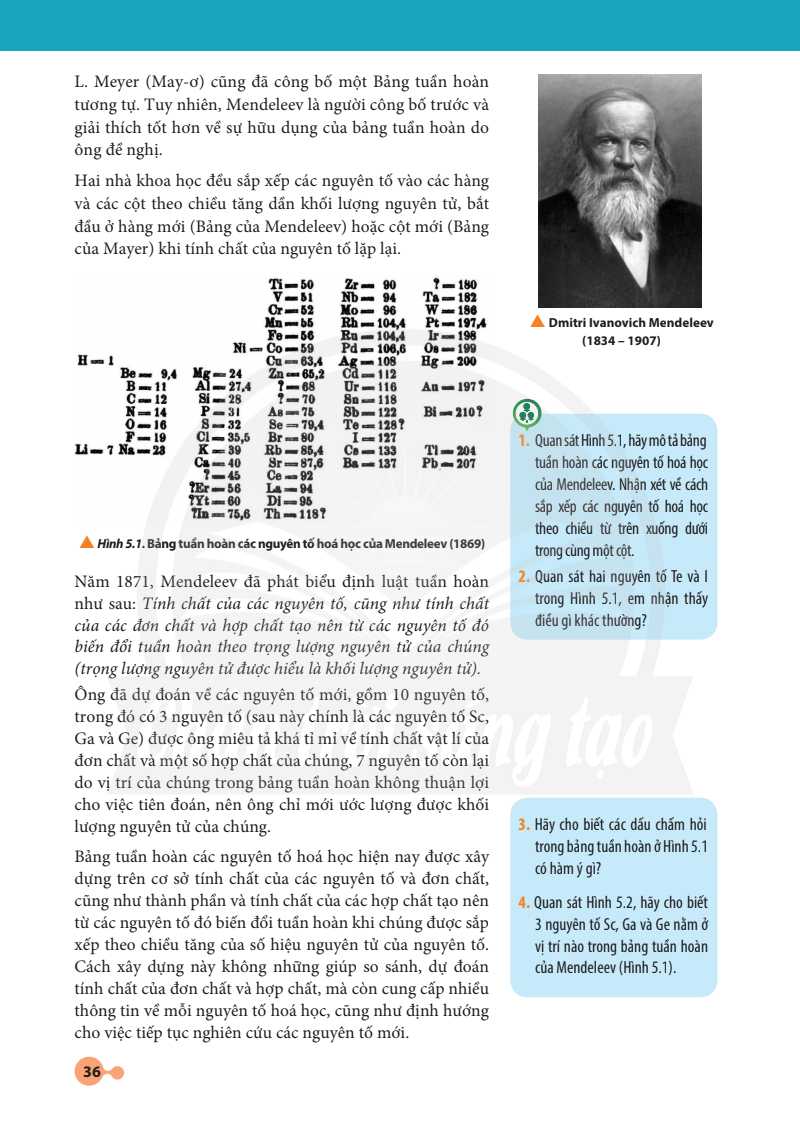 L. Meyer (May-ơ) cũng đã công bố một Bảng tuần hoàn
tương tự. Tuy nhiên, Mendeleev là người công bố trước và
giải thích tốt hơn về sự hữu dụng của bảng tuần hoàn do
ông đề nghị.
Hai nhà khoa học đều sắp xếp các nguyên tố vào các hàng
và các cột theo chiều tăng dần khối lượng nguyên tử, bắt
đầu ở hàng mới (Bảng của Mendeleev) hoặc cột mới (Bảng
của Mayer) khi tính chất của nguyên tố lặp lại.
Dmitri Ivanovich Mendeleev
(1834 – 1907)
Ti = 50 Zr = 90 ? = 180
V = 51 Nb = 94 Ta = 182
Cr = 52 Mo = 96 W = 186
Mn = 55 Rh = 104,4 Pt = 197,4
Fe = 56 Ru = 104,4 Ir = 198
Ni = Co = 59 Pd = 106,6 Os = 199
H = 1 Cu = 63,4 Ag = 108 Hg = 200
Be = 9,4 Mg = 24 Zn = 65,2 Cd = 112
B = 11 Al = 27,4 ? = 68 Ur = 116 Au = 197?
C = 12 Si = 28 ? = 70 Sn = 118
N = 14 P = 31 As = 75 Sb = 122 Bi = 210?
O = 16 S = 32 Se = 79,4 Te = 128?
F = 19 Cl = 35,5 Br = 80 I = 127
Li = 7 Na = 23 K = 39 Rb = 85,4 Cs = 133 Tl = 204
Ca = 40 Sr = 87,6 Ba = 137 Pb = 207
? = 45 Ce = 92
?Er = 56 La = 94
?Yt = 60 Di = 95
?In = 75,6 Th = 118?
Hình 5.1. Bảng tuần hoàn các nguyên tố hoá học của Mendeleev (1869)
1. Quan sát Hình 5.1, hãy mô tả bảng
tuần hoàn các nguyên tố hoá học
của Mendeleev. Nhận xét về cách
sắp xếp các nguyên tố hoá học
theo chiều từ trên xuống dưới
trong cùng một cột.
2. Quan sát hai nguyên tố Te và I
trong Hình 5.1, em nhận thấy
điều gì khác thường?
Năm 1871, Mendeleev đã phát biểu định luật tuần hoàn
như sau: Tính chất của các nguyên tố, cũng như tính chất
của các đơn chất và hợp chất tạo nên từ các nguyên tố đó
biến đổi tuần hoàn theo trọng lượng nguyên tử của chúng
(trọng lượng nguyên tử được hiểu là khối lượng nguyên tử).
Ông đã dự đoán về các nguyên tố mới, gồm 10 nguyên tố,
trong đó có 3 nguyên tố (sau này chính là các nguyên tố Sc,
Ga và Ge) được ông miêu tả khá tỉ mỉ về tính chất vật lí của
đơn chất và một số hợp chất của chúng, 7 nguyên tố còn lại
do vị trí của chúng trong bảng tuần hoàn không thuận lợi
cho việc tiên đoán, nên ông chỉ mới ước lượng được khối
lượng nguyên tử của chúng.
Bảng tuần hoàn các nguyên tố hoá học hiện nay được xây
dựng trên cơ sở tính chất của các nguyên tố và đơn chất,
cũng như thành phần và tính chất của các hợp chất tạo nên
từ các nguyên tố đó biến đổi tuần hoàn khi chúng được sắp
xếp theo chiều tăng của số hiệu nguyên tử của nguyên tố.
Cách xây dựng này không những giúp so sánh, dự đoán
tính chất của đơn chất và hợp chất, mà còn cung cấp nhiều
thông tin về mỗi nguyên tố hoá học, cũng như định hướng
cho việc tiếp tục nghiên cứu các nguyên tố mới.
3. Hãy cho biết các dấu chấm hỏi
trong bảng tuần hoàn ở Hình 5.1
có hàm ý gì?
4. Quan sát Hình 5.2, hãy cho biết
3 nguyên tố Sc, Ga và Ge nằm ở
vị trí nào trong bảng tuần hoàn
của Mendeleev (Hình 5.1).
36